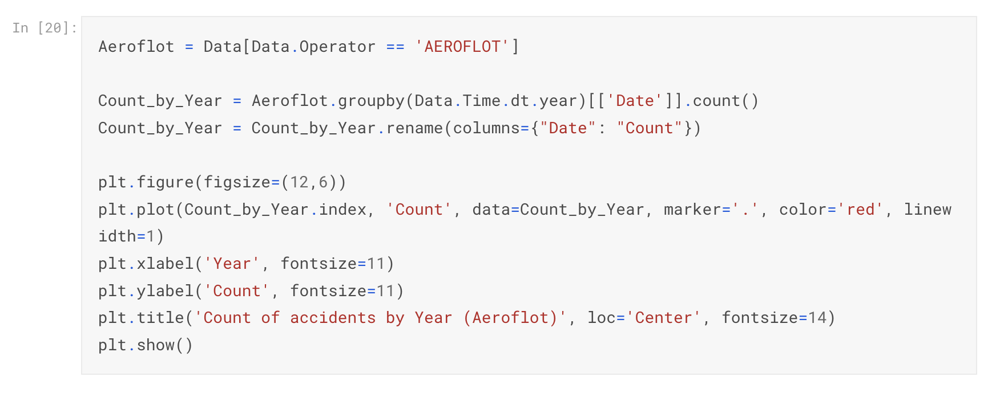 In [20]:
Aeroflot = Data[Data.Operator == 'AEROFLOT']
Count_by_Year = Aeroflot.groupby(Data.Time.dt.year)[['Date']].count()
Count_by_Year = Count_by_Year.rename(columns={"Date": "Count"})
plt.figure(figsize=(12,6))
plt.plot(Count_by_Year.index, 'Count', data=Count_by_Year, marker='.', color='red', linew
idth=1)
plt.xlabel('Year', fontsize=11)
plt.ylabel('Count', fontsize=11)
plt.title('Count of accidents by Year (Aeroflot)', loc='Center', fontsize=14)
plt.show()